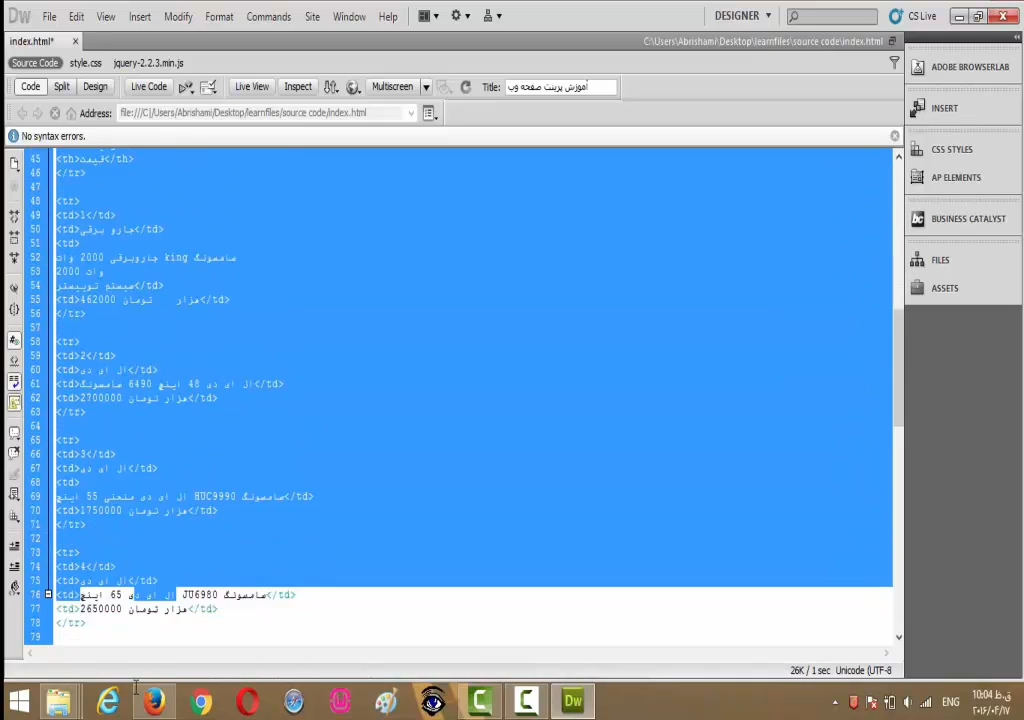 File Edit View Insert Modify Format Commands Site Window Help
DESIGNER
CS Live
index.html*
C:\Users\Abrishami\Desktop\learnfiles\source code\index.html
Source Code style.css jquery-2.2.3.min.js
Code Split Design Live Code Live View Inspect Multiscreen Title: آموزش پرینت صفحه وب
Address: file:///C|/Users/Abrishami/Desktop/learnfiles/source code/index.html
No syntax errors.
45 <th>قیمت</th>
46 </tr>
47
48 <tr>
49 <td>1</td>
50 <td>جارو برقی</td>
51 <td>
52 جاروبرقی 2000 وات king سامسونگ
53 2000 وات
54 سیستم توییستر</td>
55 <td>462000 هزار تومان</td>
56 </tr>
57
58 <tr>
59 <td>2</td>
60 <td>ال ای دی</td>
61 <td>ال ای دی 48 اینچ 6490 سامسونگ</td>
62 <td>2700000 هزار تومان</td>
63 </tr>
64
65 <tr>
66 <td>3</td>
67 <td>ال ای دی</td>
68 <td>
69 ال ای دی منحنی 55 اینچ HUC9990 سامسونگ</td>
70 <td>1750000 هزار تومان</td>
71 </tr>
72
73 <tr>
74 <td>4</td>
75 <td>ال ای دی</td>
76 <td>ال ای دی 65 اینچ JU6980 سامسونگ</td>
77 <td>2650000 هزار تومان</td>
78 </tr>
79
26K / 1 sec Unicode (UTF-8
ADOBE BROWSERLAB
INSERT
CSS STYLES
AP ELEMENTS
BUSINESS CATALYST
FILES
ASSETS
ENG
10:04 ق.ظ
۲۰۱۶/۰۴/۱۷